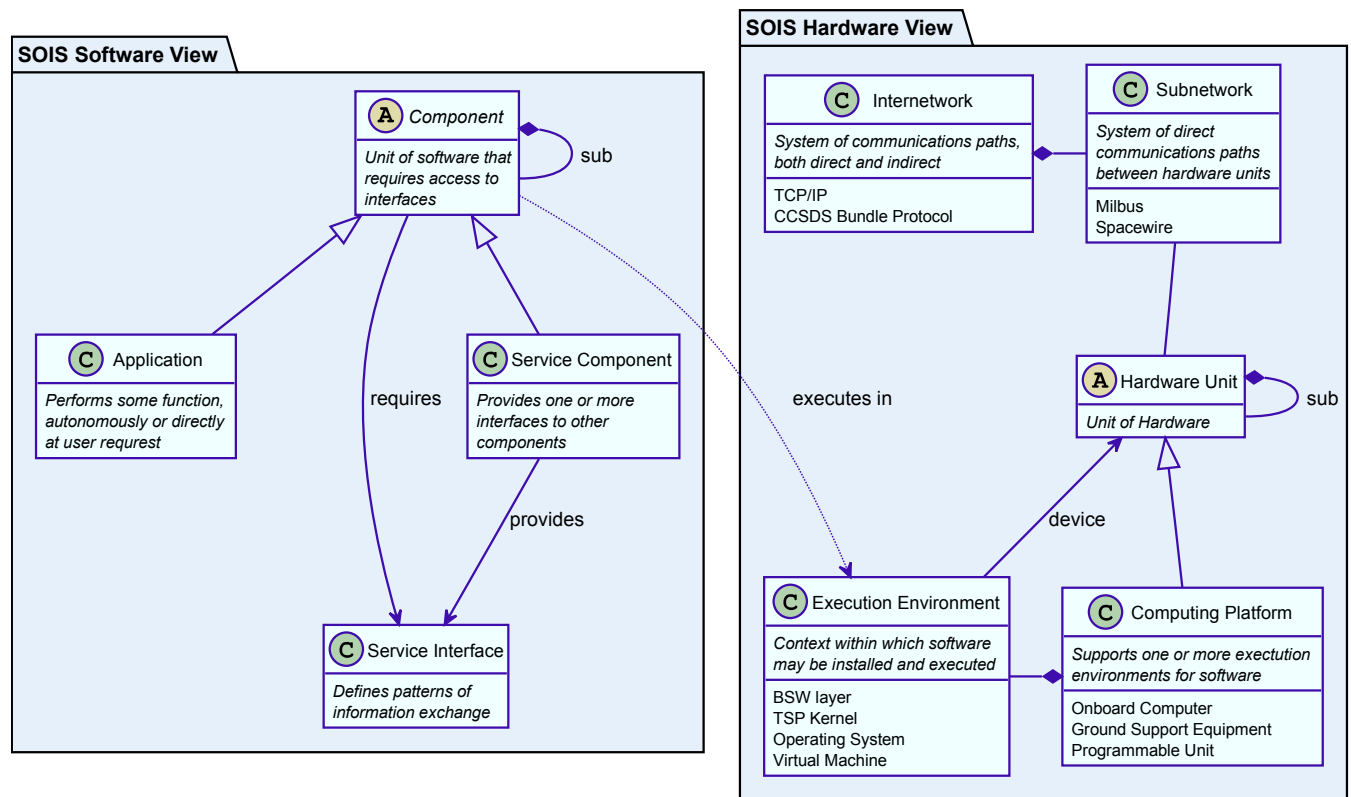 SOIS Software View
A Component
Unit of software that
requires access to
interfaces
sub
C Application
Performs some function,
autonomously or directly
at user requrest
requires
C Service Component
Provides one or more
interfaces to other
components
provides
C Service Interface
Defines patterns of
information exchange
executes in
SOIS Hardware View
C Internetwork
System of communications paths,
both direct and indirect
TCP/IP
CCSDS Bundle Protocol
C Subnetwork
System of direct
communications paths
between hardware units
Milbus
Spacewire
A Hardware Unit
Unit of Hardware
sub
device
C Execution Environment
Context within which software
may be installed and executed
BSW layer
TSP Kernel
Operating System
Virtual Machine
C Computing Platform
Supports one or more exectution
environments for software
Onboard Computer
Ground Support Equipment
Programmable Unit